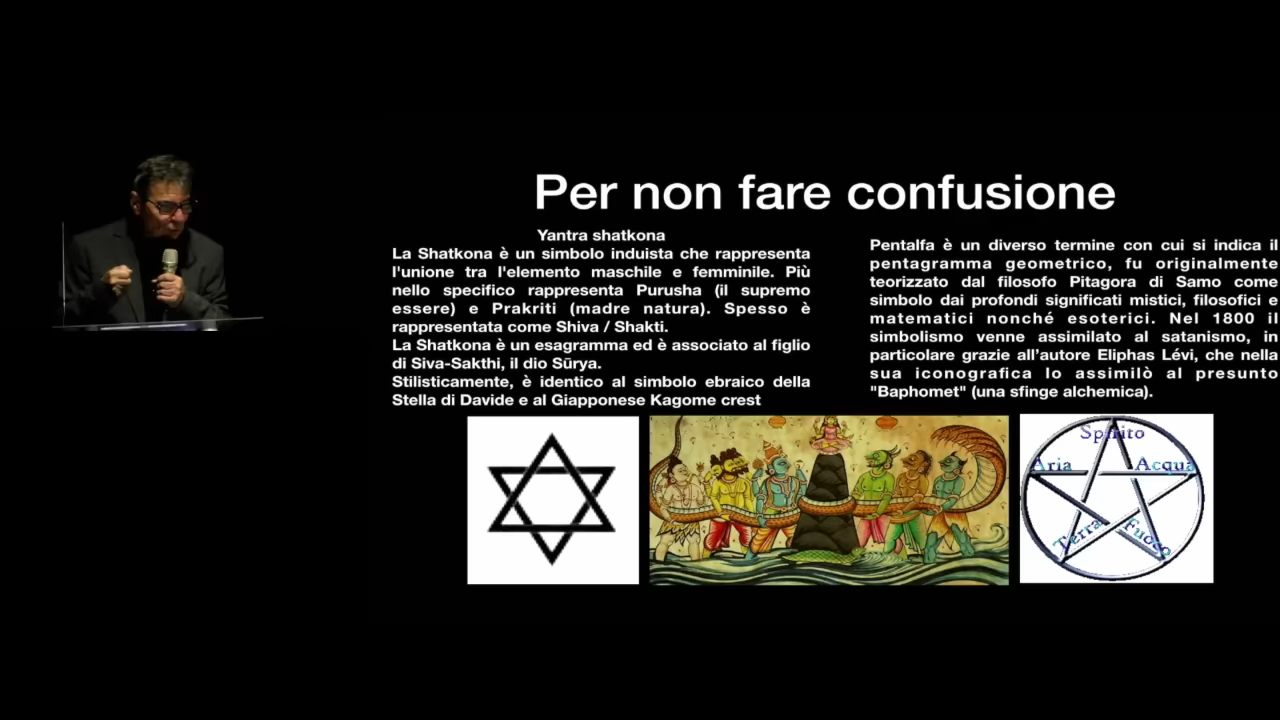 Per non fare confusione
Yantra shatkona
La Shatkona è un simbolo induista che rappresenta
l'unione tra l'elemento maschile e femminile. Più
nello specifico rappresenta Purusha (il supremo
essere) e Prakriti (madre natura). Spesso è
rappresentata come Shiva / Shakti.
La Shatkona è un esagramma ed è associato al figlio
di Siva-Sakthi, il dio Sūrya.
Stilisticamente, è identico al simbolo ebraico della
Stella di Davide e al Giapponese Kagome crest
Pentalfa è un diverso termine con cui si indica il
pentagramma geometrico, fu originalmente
teorizzato dal filosofo Pitagora di Samo come
simbolo dai profondi significati mistici, filosofici e
matematici nonché esoterici. Nel 1800 il
simbolismo venne assimilato al satanismo, in
particolare grazie all'autore Eliphas Lévi, che nella
sua iconografica lo assimilò al presunto
"Baphomet" (una sfinge alchemica).
Spirito
Aria
Acqua
Terra
Fuoco